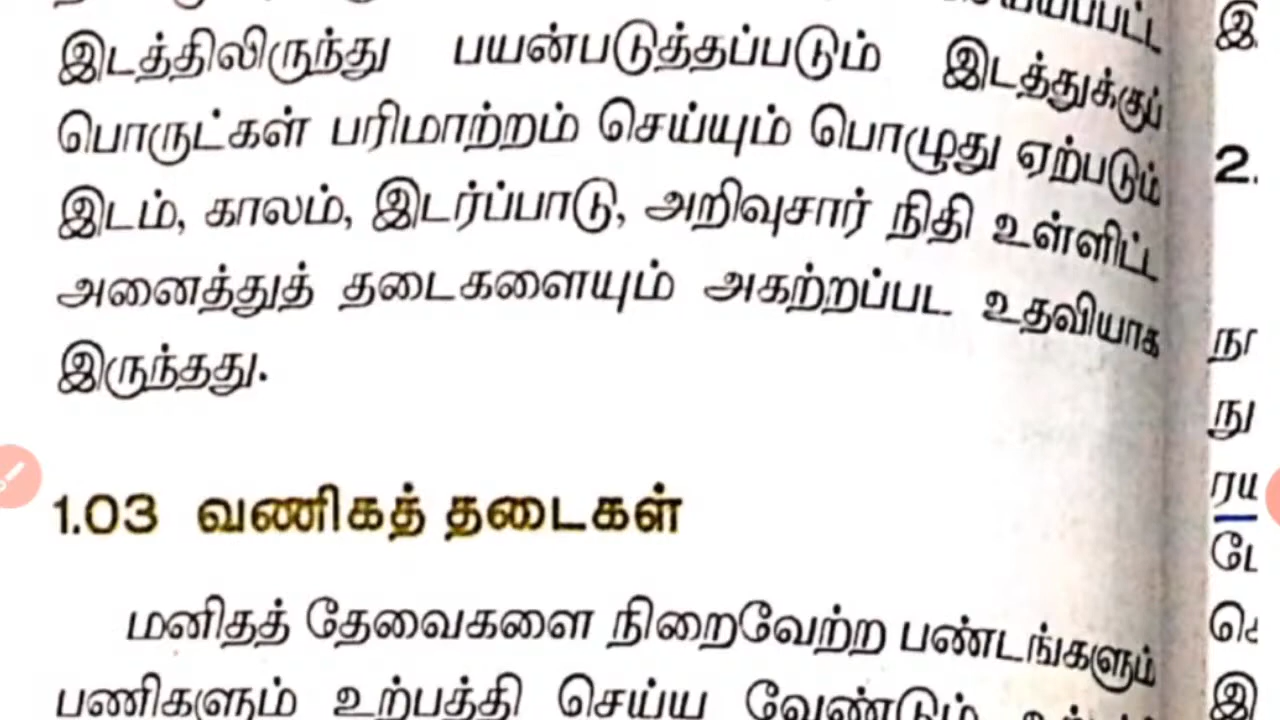 இடத்திலிருந்து பயன்படுத்தப்படும் இடத்துக்குப்
பொருட்கள் பரிமாற்றம் செய்யும் பொழுது ஏற்படும்
இடம், காலம், இடர்ப்பாடு, அறிவுசார் நிதி உள்ளிட்ட
அனைத்துத் தடைகளையும் அகற்றப்பட உதவியாக
இருந்தது.
1.03 வணிகத் தடைகள்
மனிதத் தேவைகளை நிறைவேற்ற பண்டங்களும்
பணிகளும் உற்பத்தி செய்ய வேண்டும்
2.